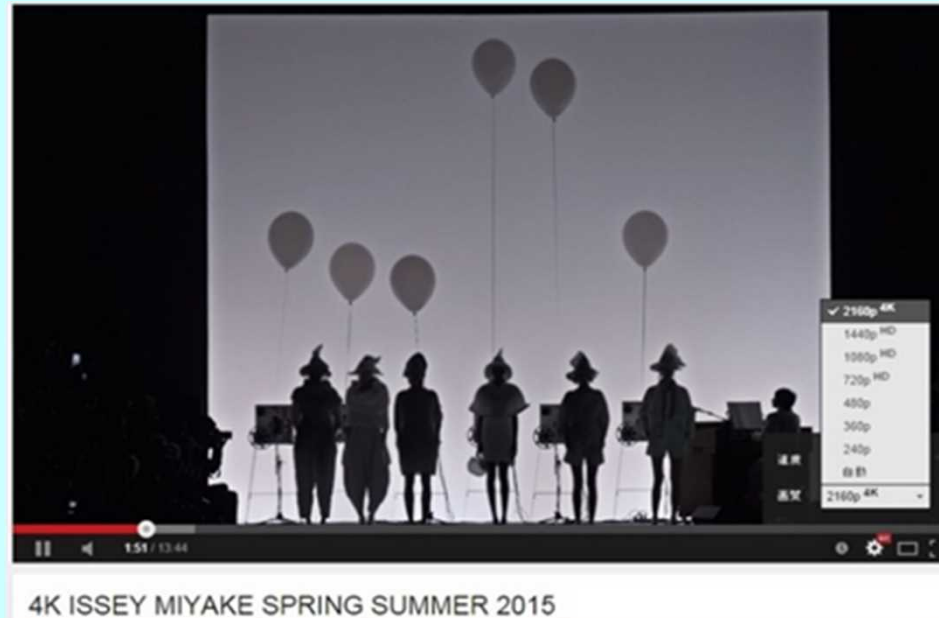 ✓ 2160p 4K
1440p HD
1080p HD
720p HD
480p
360p
240p
自動
速度
画質
2160p 4K
1:51 / 13:44
4K ISSEY MIYAKE SPRING SUMMER 2015